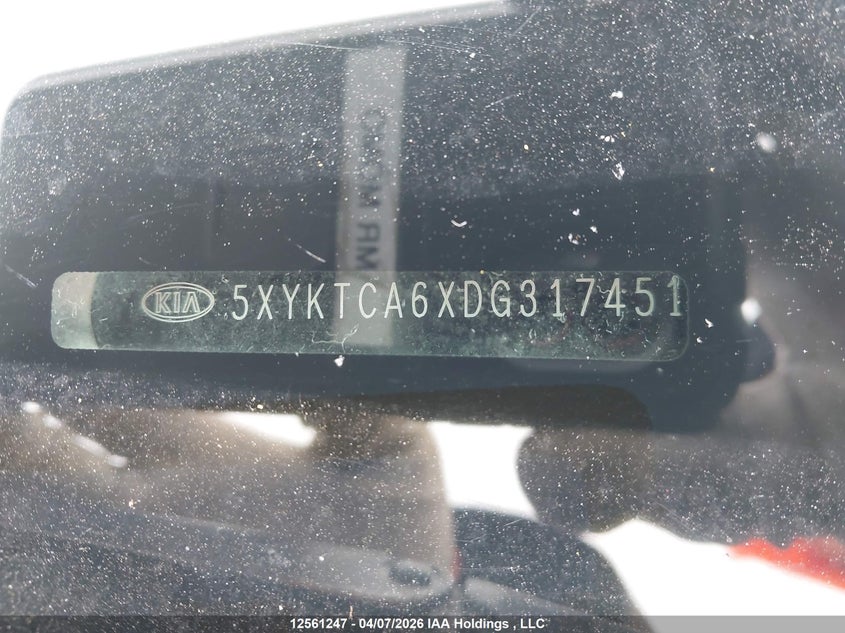 KIA 5XYKTCA6XDG317451
12561247 - 04/07/2026 IAA Holdings , LLC